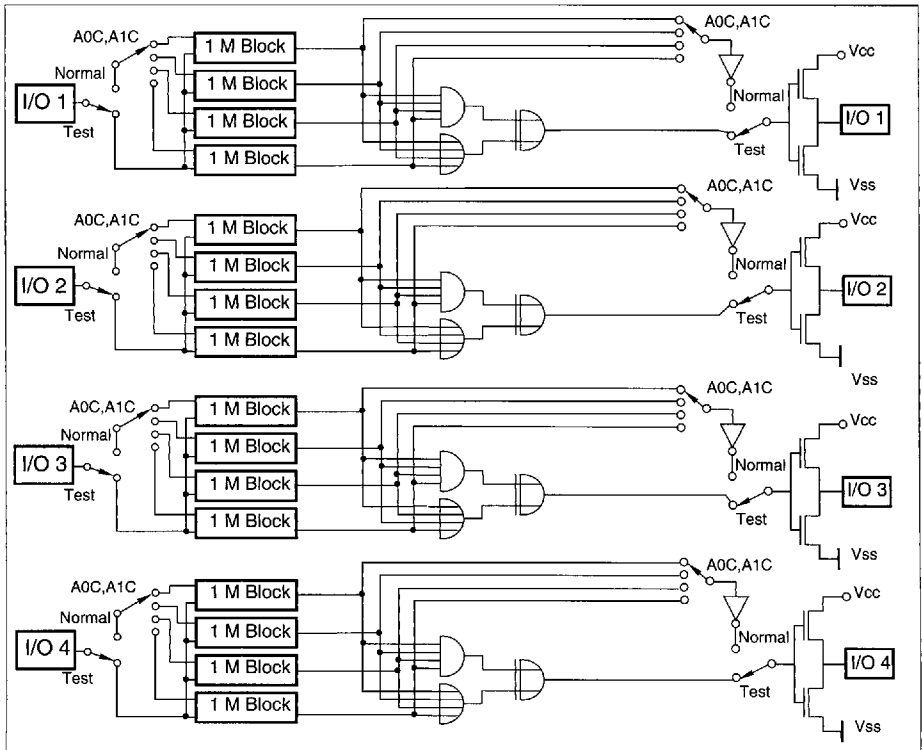 A0C,A1C
1 M Block
A0C,A1C
Vcc
Normal
1 M Block
Normal
I/O 1
1 M Block
I/O 1
Test
Test
1 M Block
Vss
A0C,A1C
1 M Block
A0C,A1C
Vcc
Normal
1 M Block
Normal
I/O 2
1 M Block
I/O 2
Test
Test
1 M Block
Vss
A0C,A1C
1 M Block
A0C,A1C
Vcc
Normal
1 M Block
Normal
I/O 3
1 M Block
I/O 3
Test
Test
1 M Block
Vss
A0C,A1C
1 M Block
A0C,A1C
Vcc
Normal
1 M Block
Normal
I/O 4
1 M Block
I/O 4
Test
Test
1 M Block
Vss